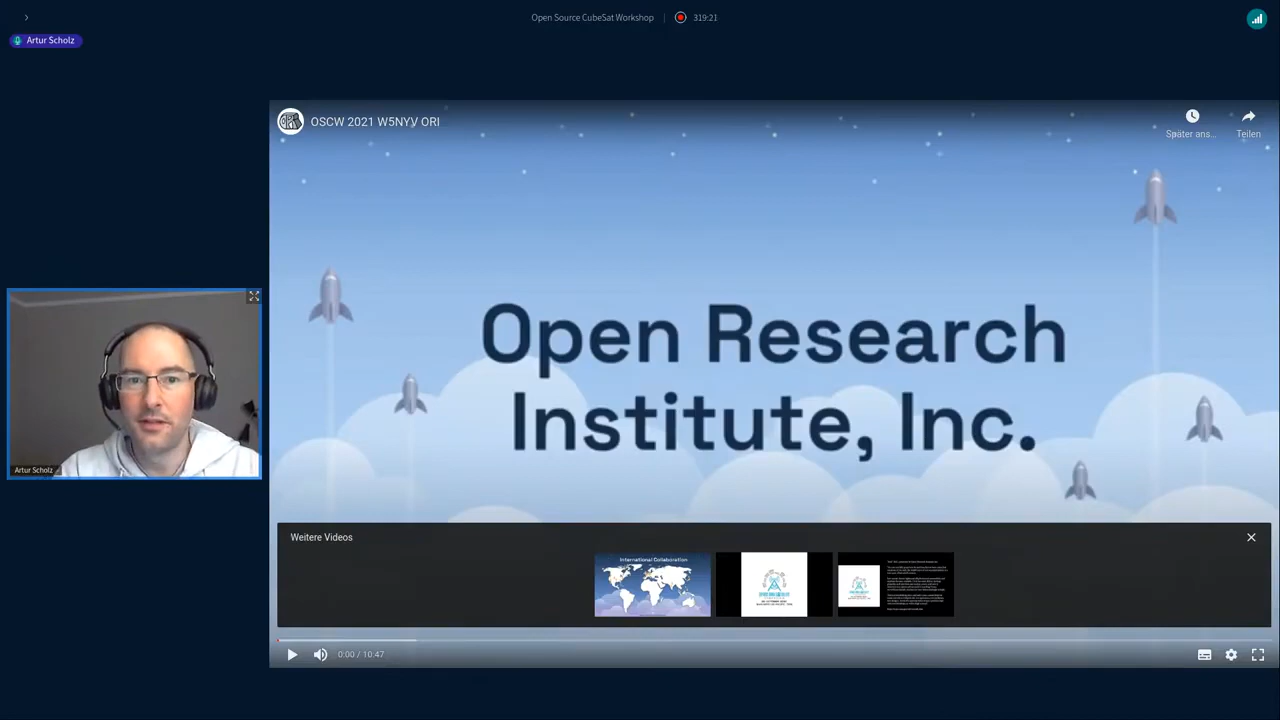 Open Source CubeSat Workshop
319:21
Artur Scholz
OSCW 2021 W5NYV ORI
Später ans...
Teilen
Open Research
Institute, Inc.
Artur Scholz
Weitere Videos
International Collaboration
0:00 / 10:47